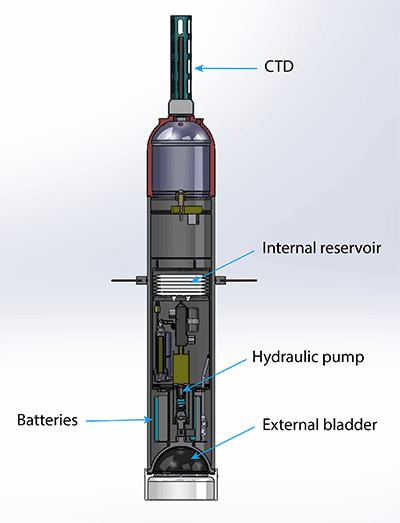 CTD
Internal reservoir
Hydraulic pump
Batteries
External bladder